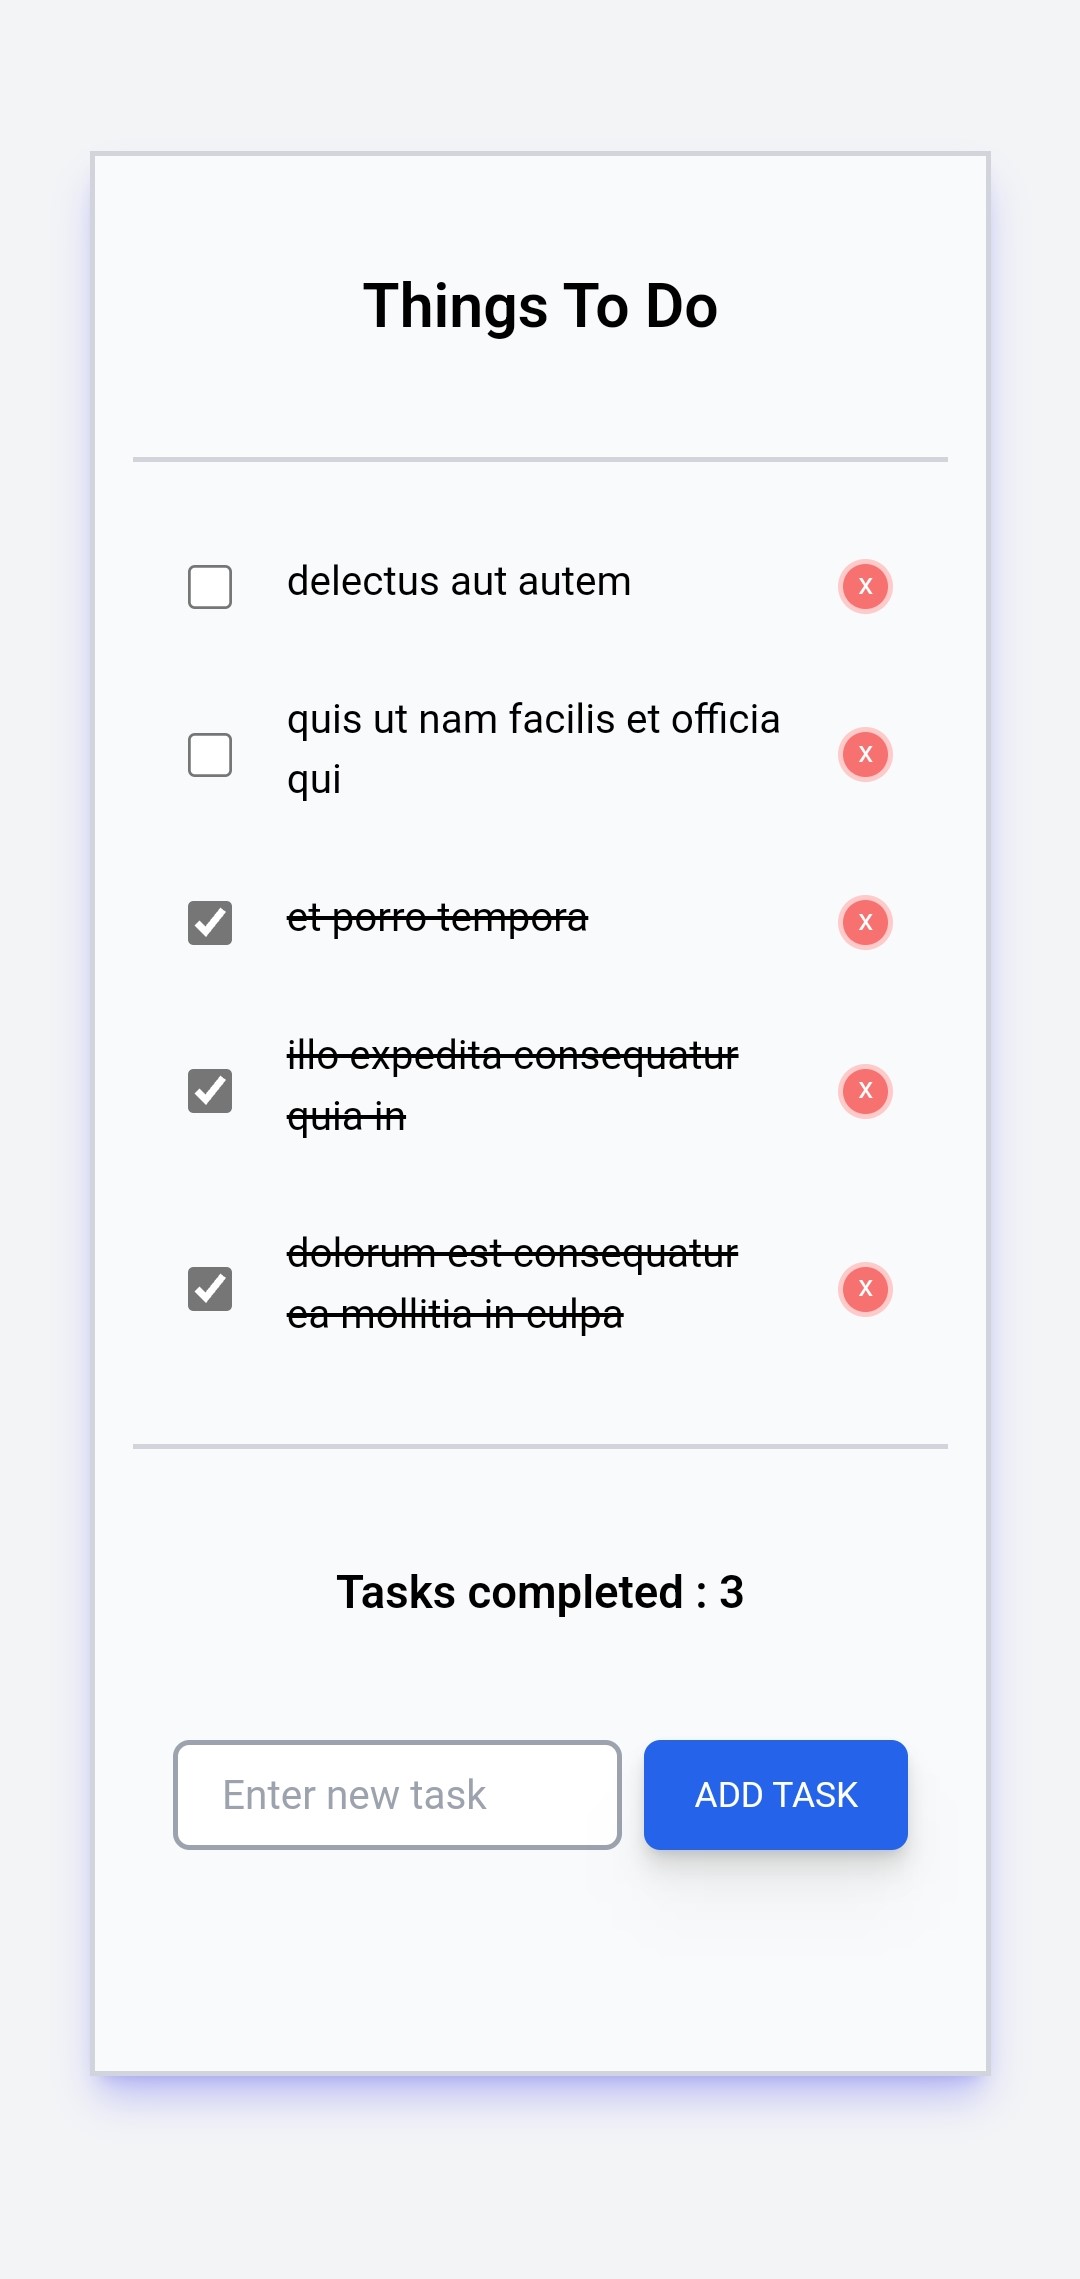 Things To Do
delectus aut autem
x
quis ut nam facilis et officia
qui
x
et porro tempora
x
illo expedita consequatur
quia in
x
dolorum est consequatur
ea mollitia in culpa
x
Tasks completed : 3
Enter new task
ADD TASK